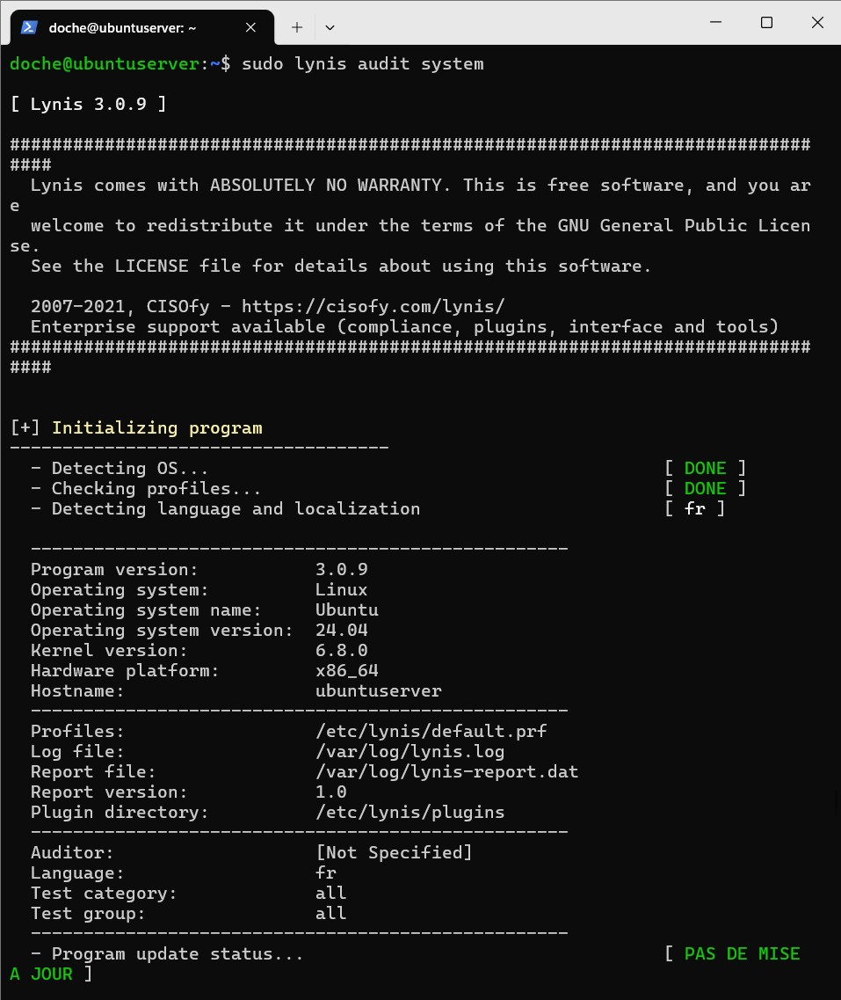 doche@ubuntuserver: ~
doche@ubuntuserver:~$ sudo lynis audit system
[ Lynis 3.0.9 ]
############################################################################
####
  Lynis comes with ABSOLUTELY NO WARRANTY. This is free software, and you ar
e
  welcome to redistribute it under the terms of the GNU General Public Licen
se.
  See the LICENSE file for details about using this software.
  2007-2021, CISOfy - https://cisofy.com/lynis/
  Enterprise support available (compliance, plugins, interface and tools)
############################################################################
####
[+] Initializing program
------------------------------------
  - Detecting OS...                                           [ DONE ]
  - Checking profiles...                                      [ DONE ]
  - Detecting language and localization                       [ fr ]
  ---------------------------------------------------
  Program version:           3.0.9
  Operating system:          Linux
  Operating system name:     Ubuntu
  Operating system version:  24.04
  Kernel version:            6.8.0
  Hardware platform:         x86_64
  Hostname:                  ubuntuserver
  ---------------------------------------------------
  Profiles:                  /etc/lynis/default.prf
  Log file:                  /var/log/lynis.log
  Report file:               /var/log/lynis-report.dat
  Report version:            1.0
  Plugin directory:          /etc/lynis/plugins
  ---------------------------------------------------
  Auditor:                   [Not Specified]
  Language:                  fr
  Test category:             all
  Test group:                all
  ---------------------------------------------------
  - Program update status...                                  [ PAS DE MISE
A JOUR ]